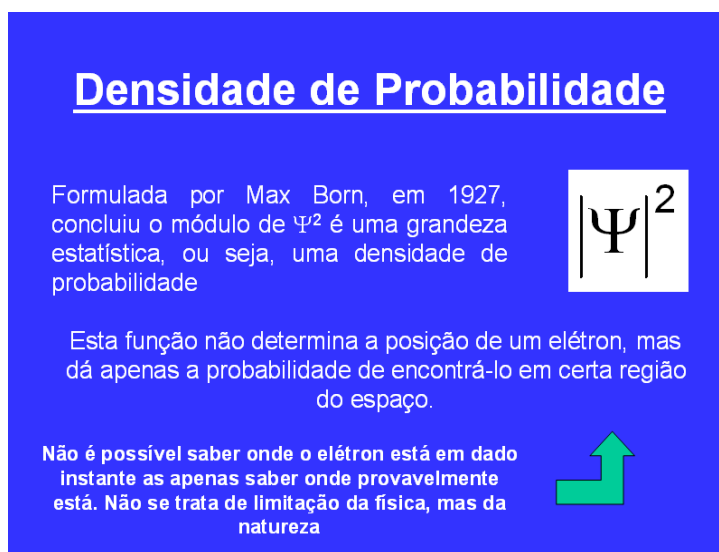 Densidade de Probabilidade
Formulada por Max Born, em 1927,
concluiu o módulo de Ψ² é uma grandeza
estatística, ou seja, uma densidade de
probabilidade
|Ψ|²
Esta função não determina a posição de um elétron, mas
dá apenas a probabilidade de encontrá-lo em certa região
do espaço.
Não é possível saber onde o elétron está em dado
instante as apenas saber onde provavelmente
está. Não se trata de limitação da física, mas da
natureza